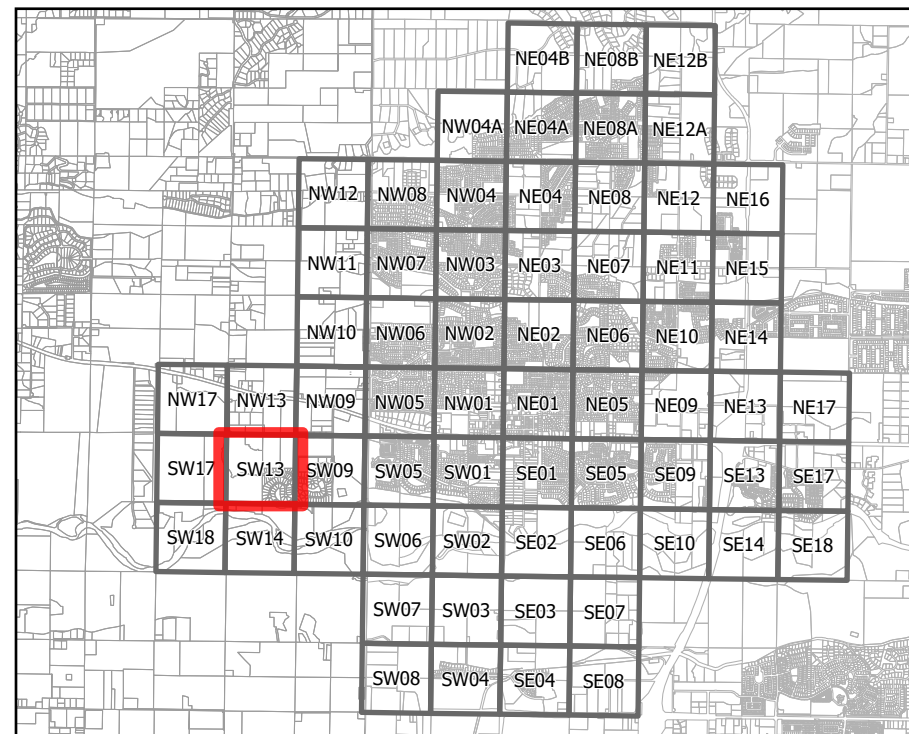 NE04B NE08B NE12B
NW04A NE04A NE08A NE12A
NW12 NW08 NW04 NE04 NE08 NE12 NE16
NW11 NW07 NW03 NE03 NE07 NE11 NE15
NW10 NW06 NW02 NE02 NE06 NE10 NE14
NW17 NW13 NW09 NW05 NW01 NE01 NE05 NE09 NE13 NE17
SW17 SW13 SW09 SW05 SW01 SE01 SE05 SE09 SE13 SE17
SW18 SW14 SW10 SW06 SW02 SE02 SE06 SE10 SE14 SE18
SW07 SW03 SE03 SE07
SW08 SW04 SE04 SE08